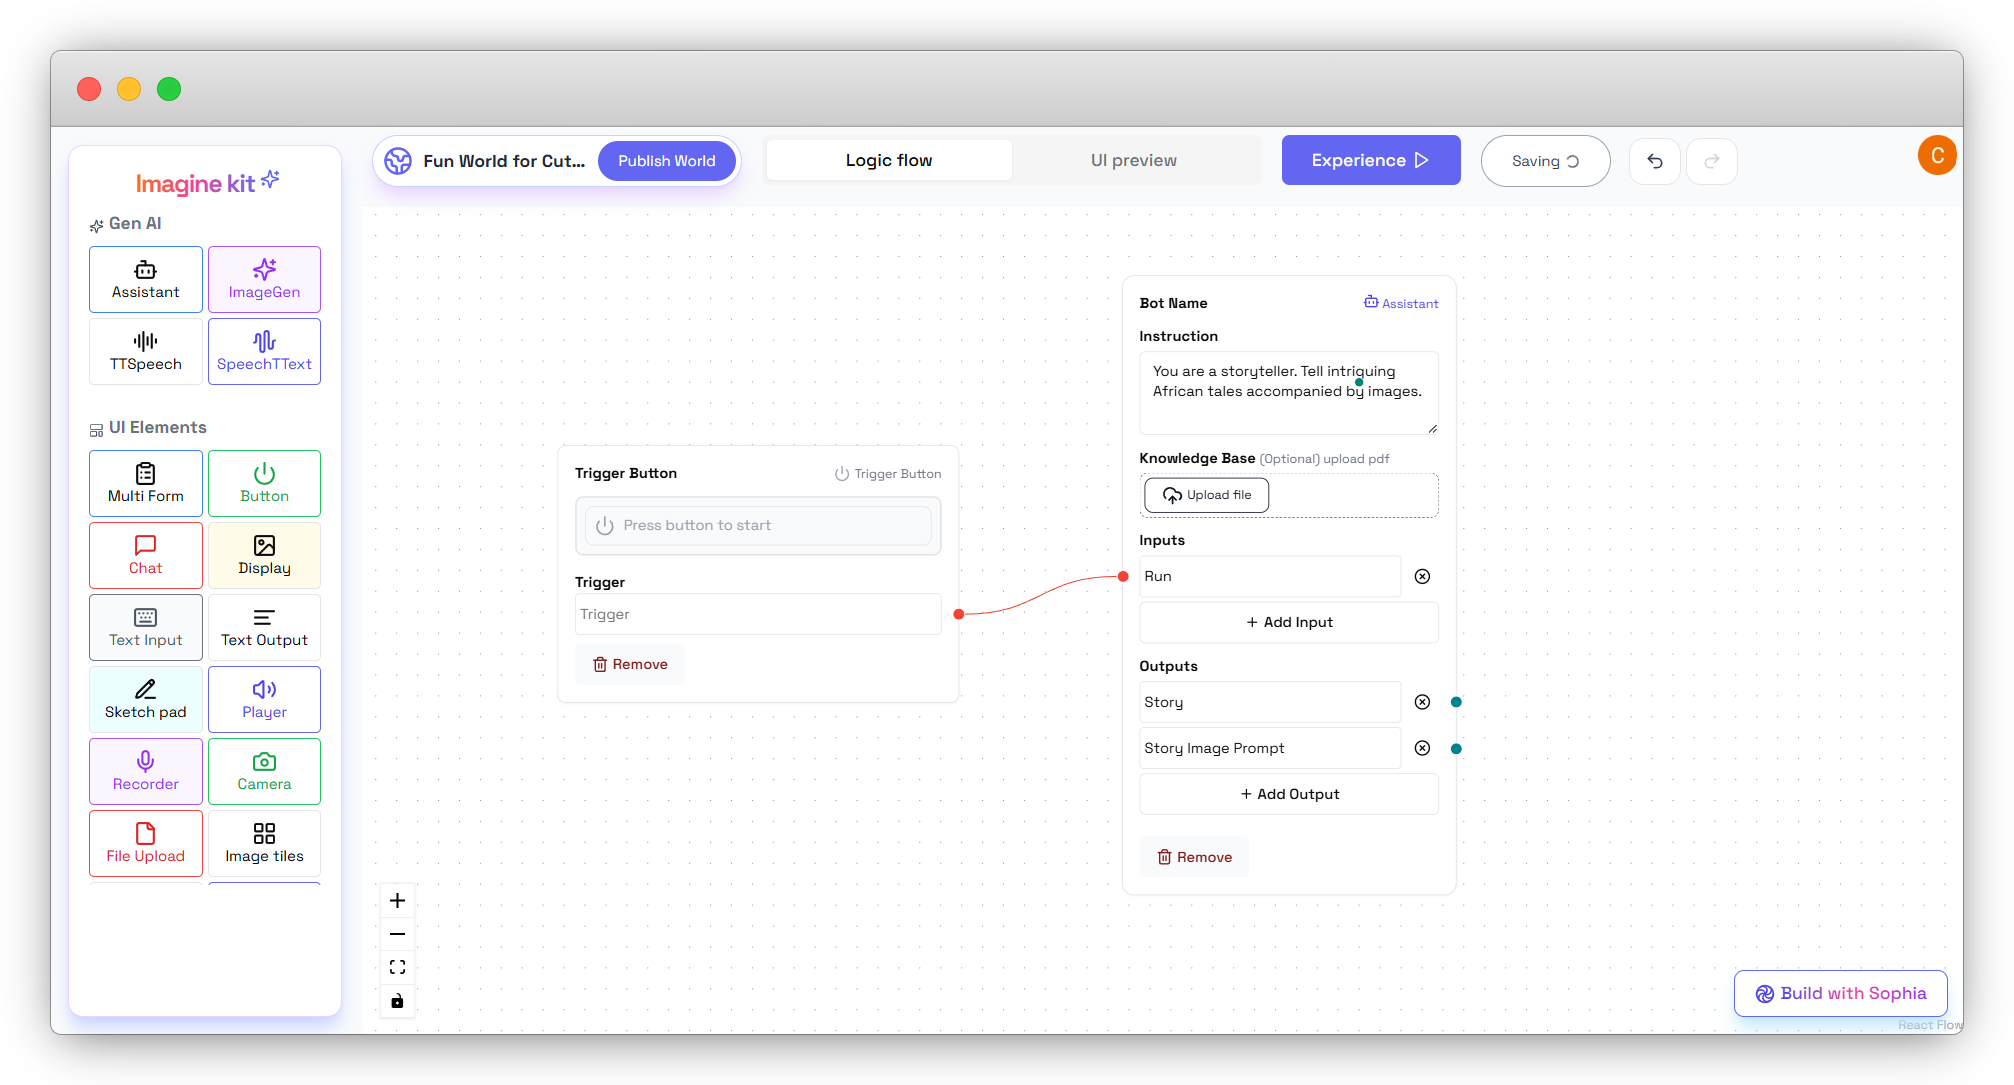 Imagine kit
Gen AI
Assistant
ImageGen
TTSpeech
SpeechTText
UI Elements
Multi Form
Button
Chat
Display
Text Input
Text Output
Sketch pad
Player
Recorder
Camera
File Upload
Image tiles
Fun World for Cut...
Publish World
Logic flow
UI preview
Experience
Saving
C
Trigger Button
Trigger Button
Press button to start
Trigger
Trigger
Remove
Bot Name
Assistant
Instruction
You are a storyteller. Tell intriguing
African tales accompanied by images.
Knowledge Base (Optional) upload pdf
Upload file
Inputs
Run
+ Add Input
Outputs
Story
Story Image Prompt
+ Add Output
Remove
Build with Sophia
React Flow